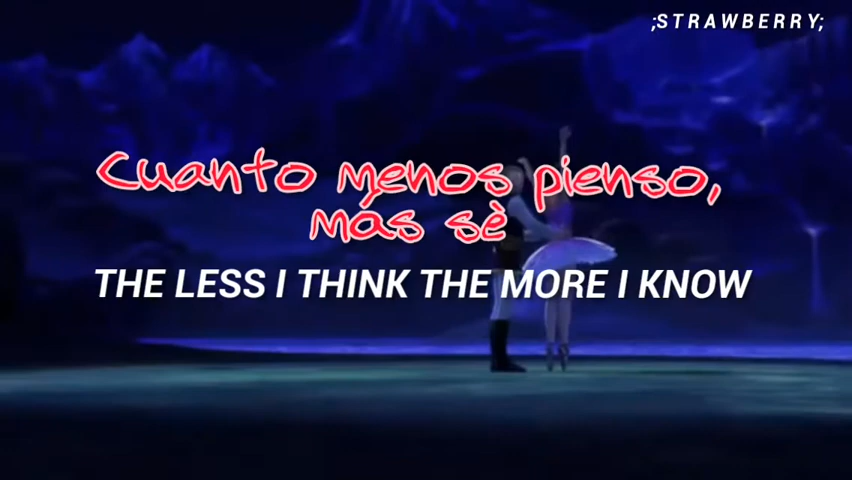 ;STRAWBERRY;
Cuanto menos pienso,
más sè
THE LESS I THINK THE MORE I KNOW